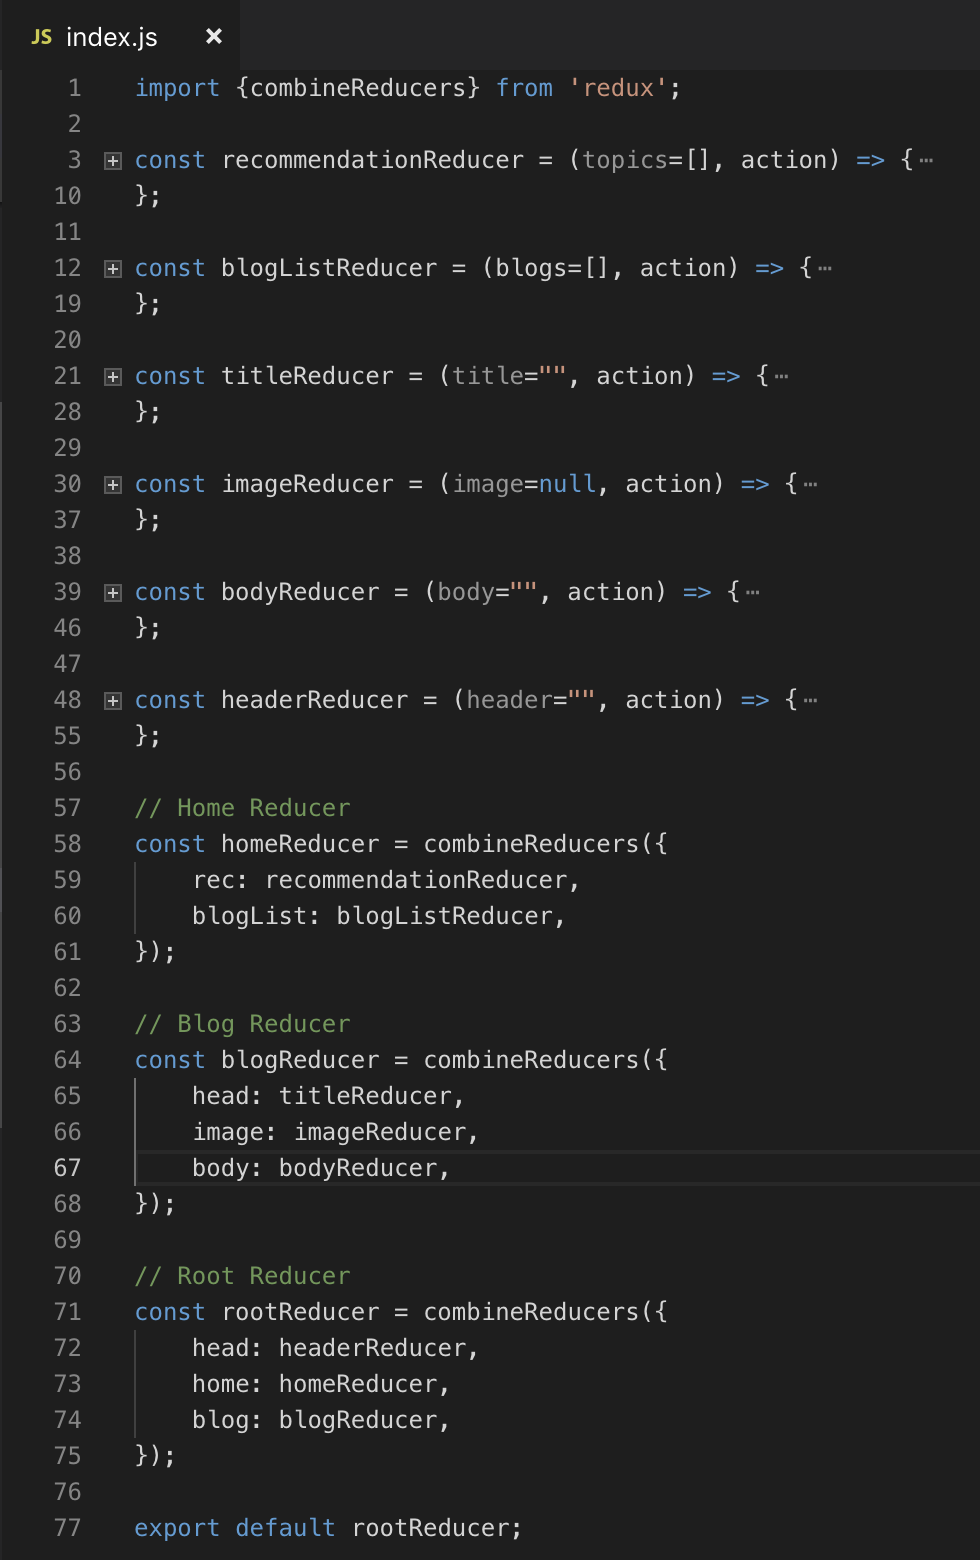 JS index.js ×
1 import {combineReducers} from 'redux';
2
3 const recommendationReducer = (topics=[], action) => {⋯
10 };
11
12 const blogListReducer = (blogs=[], action) => {⋯
19 };
20
21 const titleReducer = (title="", action) => {⋯
28 };
29
30 const imageReducer = (image=null, action) => {⋯
37 };
38
39 const bodyReducer = (body="", action) => {⋯
46 };
47
48 const headerReducer = (header="", action) => {⋯
55 };
56
57 // Home Reducer
58 const homeReducer = combineReducers({
59     rec: recommendationReducer,
60     blogList: blogListReducer,
61 });
62
63 // Blog Reducer
64 const blogReducer = combineReducers({
65     head: titleReducer,
66     image: imageReducer,
67     body: bodyReducer,
68 });
69
70 // Root Reducer
71 const rootReducer = combineReducers({
72     head: headerReducer,
73     home: homeReducer,
74     blog: blogReducer,
75 });
76
77 export default rootReducer;